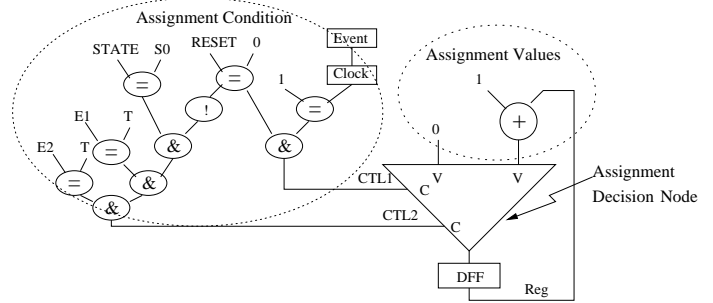 Assignment Condition
Event
STATE S0 RESET 0
Assignment Values
Clock
= = 1 1
! =
E1 T +
E2 T = & & 0
= &
& CTL1 C V V
Assignment
Decision Node
CTL2 C
DFF
Reg